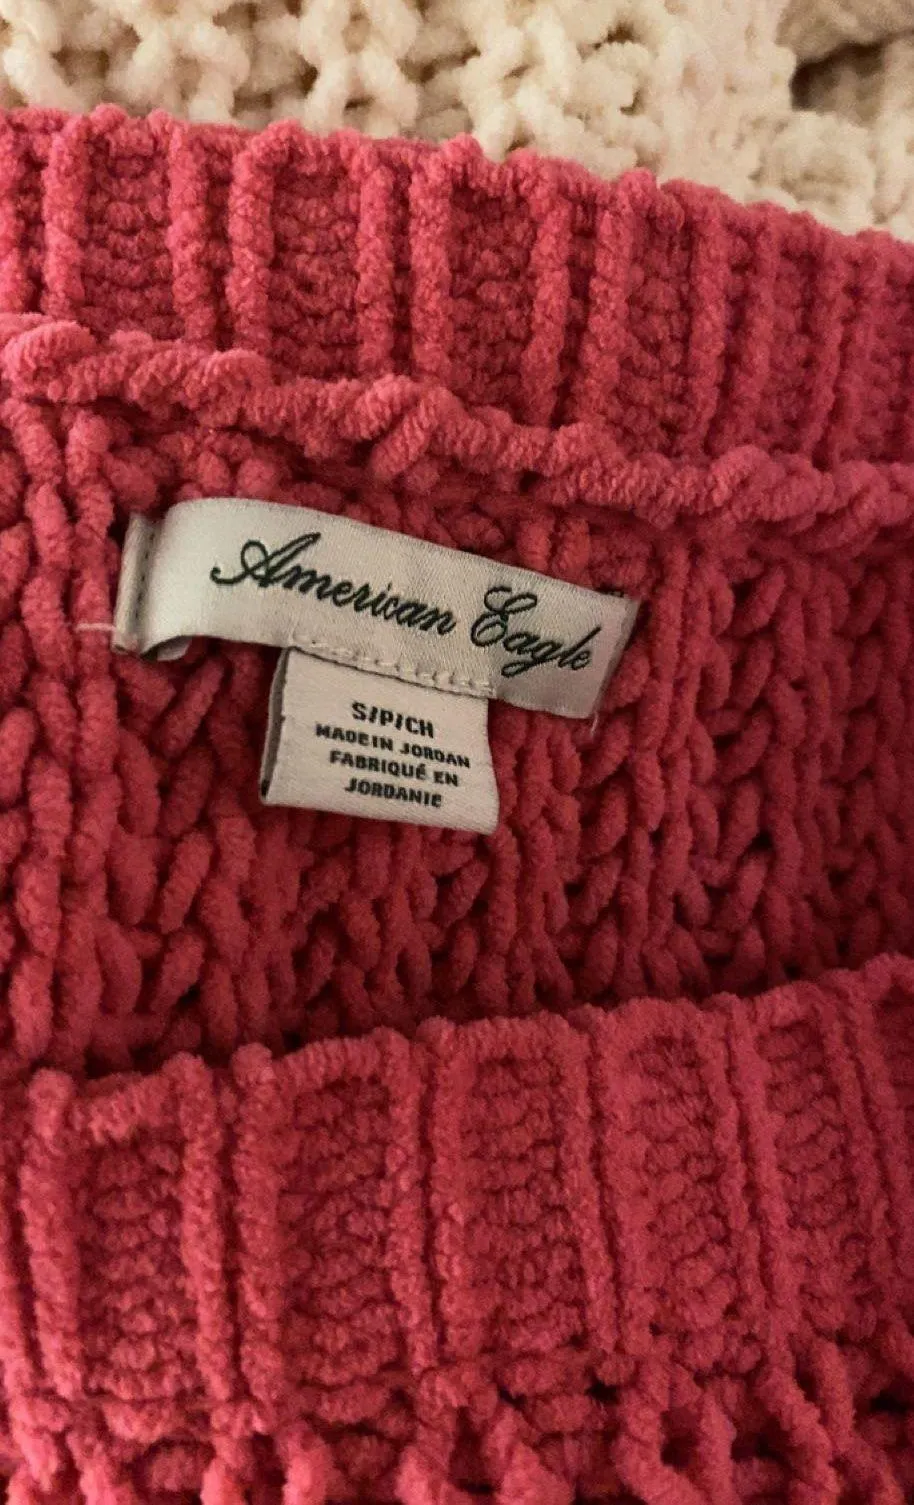 American Eagle
S/P/CH
MADE IN JORDAN
FABRIQUÉ EN
JORDANIE